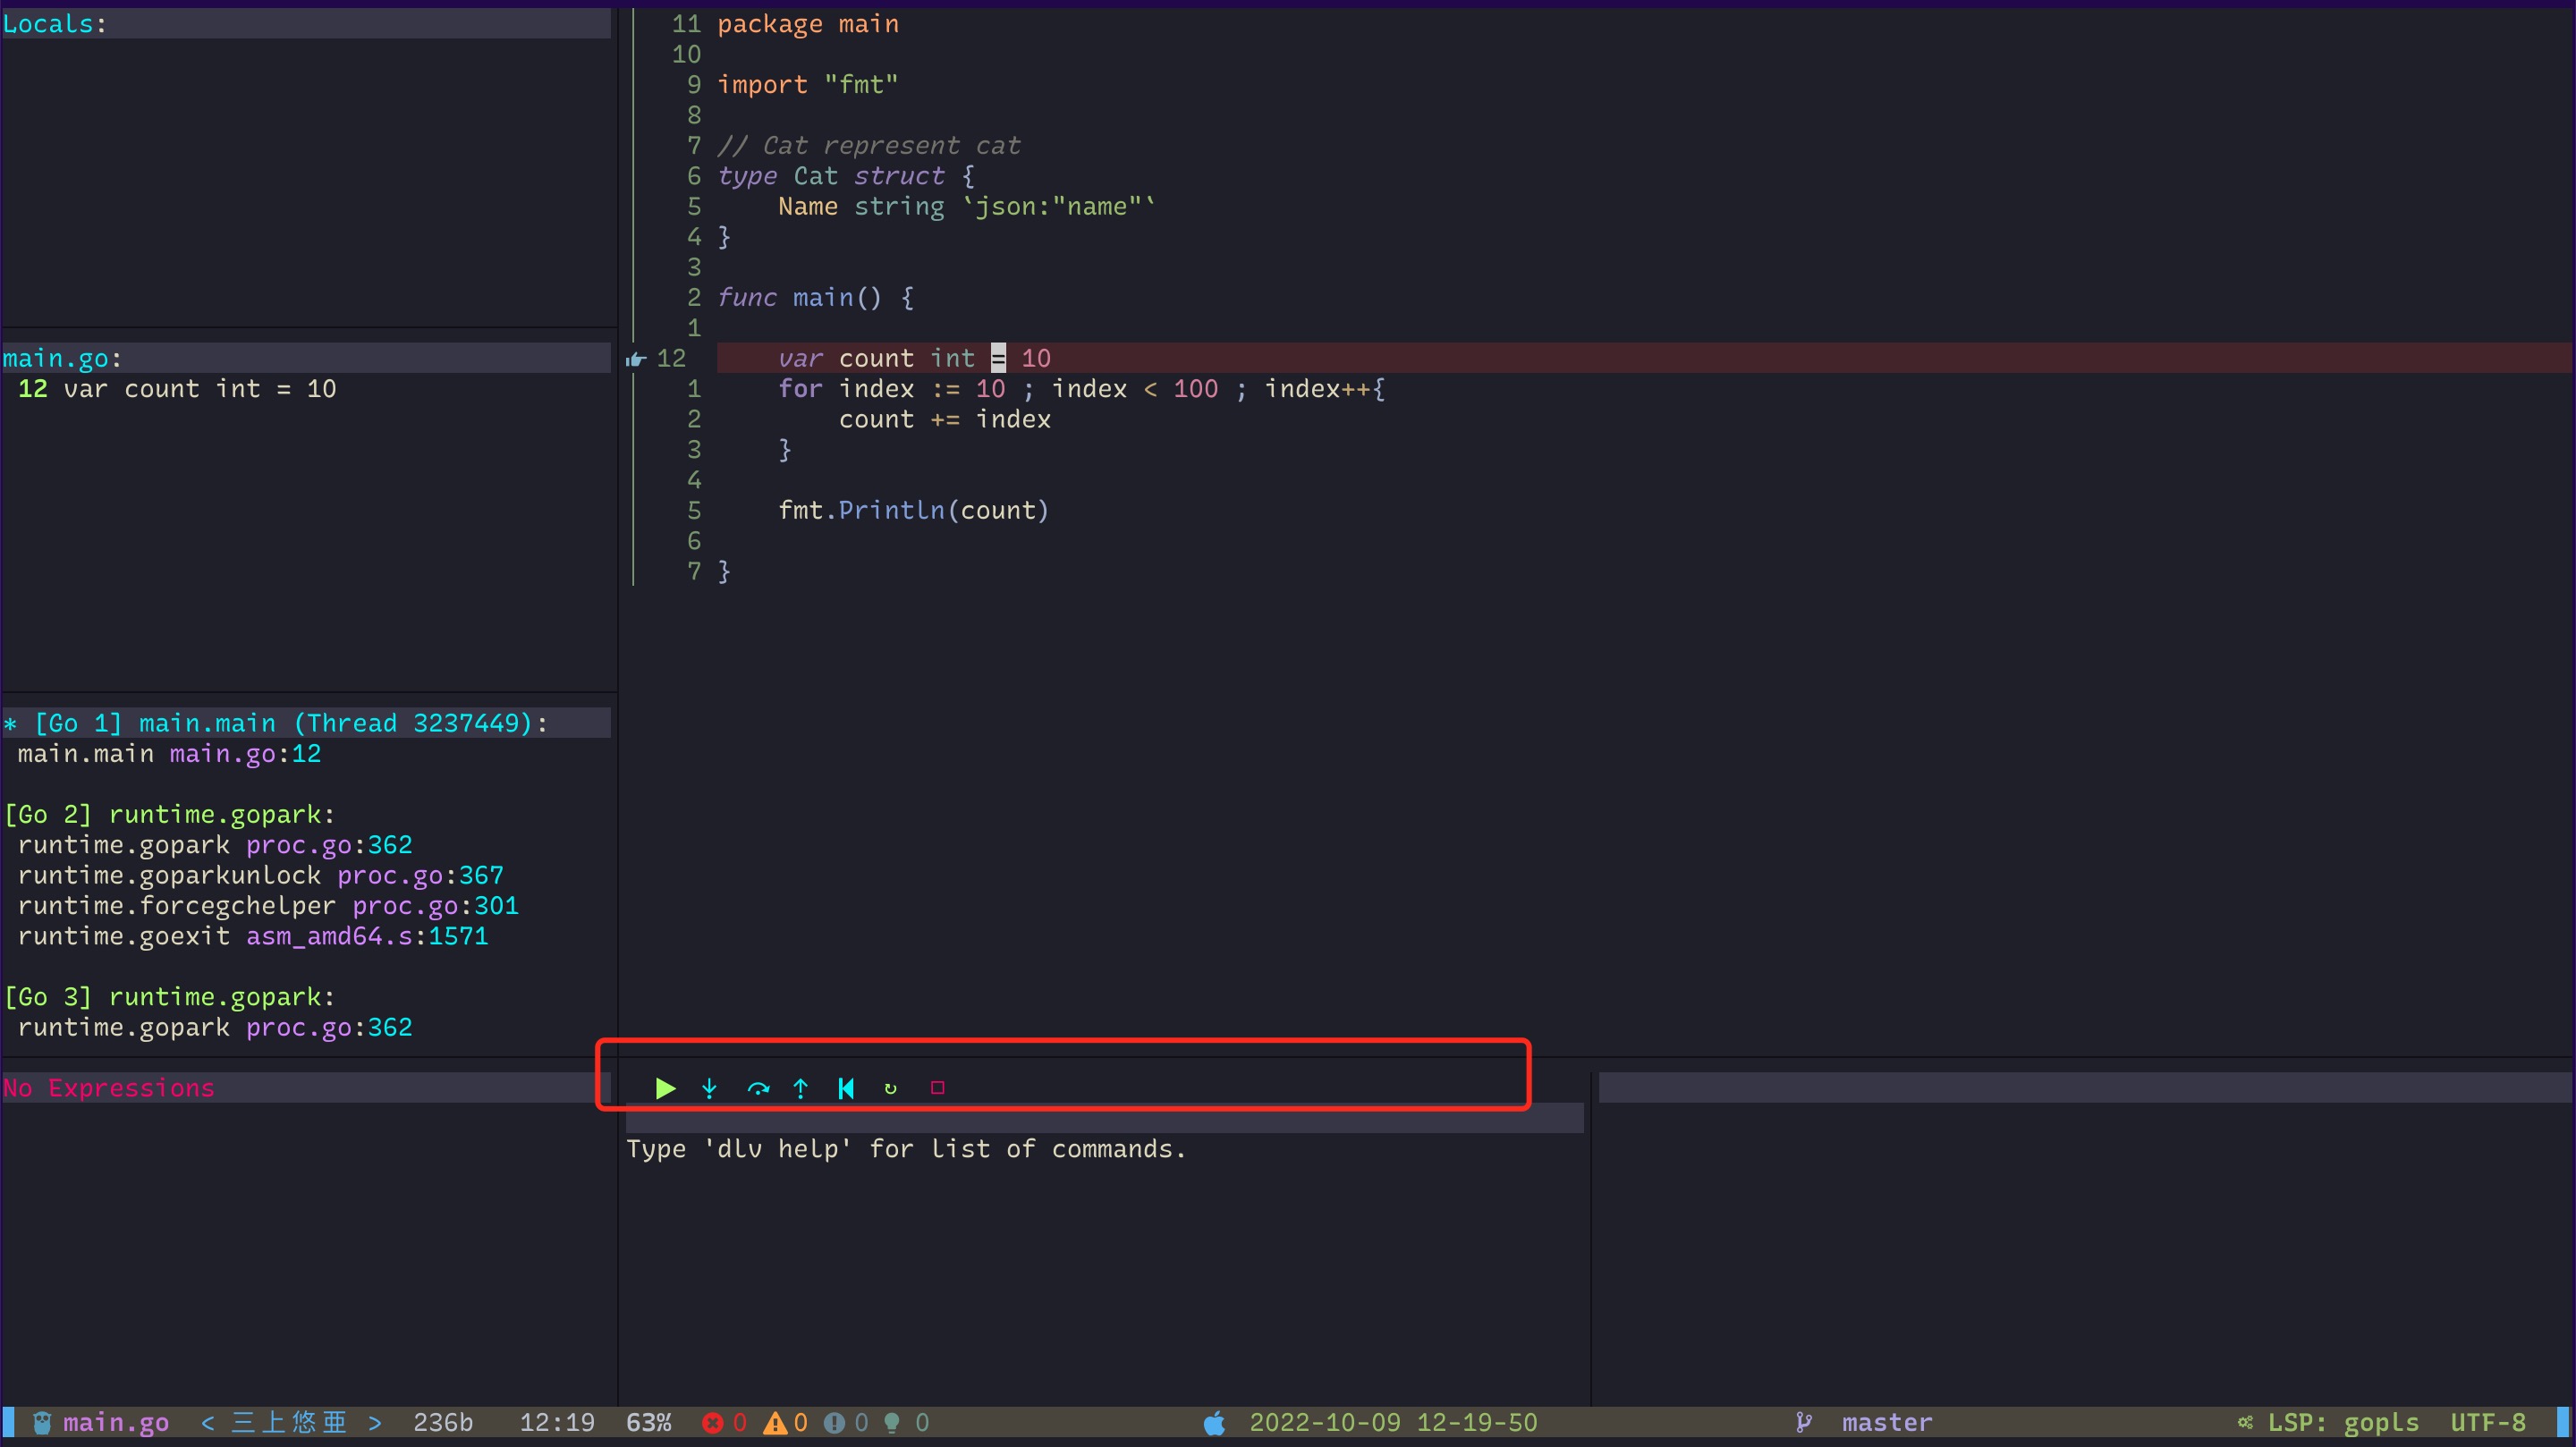 Locals:
main.go:
12 var count int = 10
* [Go 1] main.main (Thread 3237449):
main.main main.go:12
[Go 2] runtime.gopark:
runtime.gopark proc.go:362
runtime.goparkunlock proc.go:367
runtime.forcegchelper proc.go:301
runtime.goexit asm_amd64.s:1571
[Go 3] runtime.gopark:
runtime.gopark proc.go:362
No Expressions
11 package main
10
9 import "fmt"
8
7 // Cat represent cat
6 type Cat struct {
5 Name string `json:"name"`
4 }
3
2 func main() {
1
12 var count int = 10
1 for index := 10 ; index < 100 ; index++{
2 count += index
3 }
4
5 fmt.Println(count)
6
7 }
Type 'dlv help' for list of commands.
main.go < 三上悠亜 > 236b 12:19 63% 0 0 0 0 2022-10-09 12-19-50 master LSP: gopls UTF-8